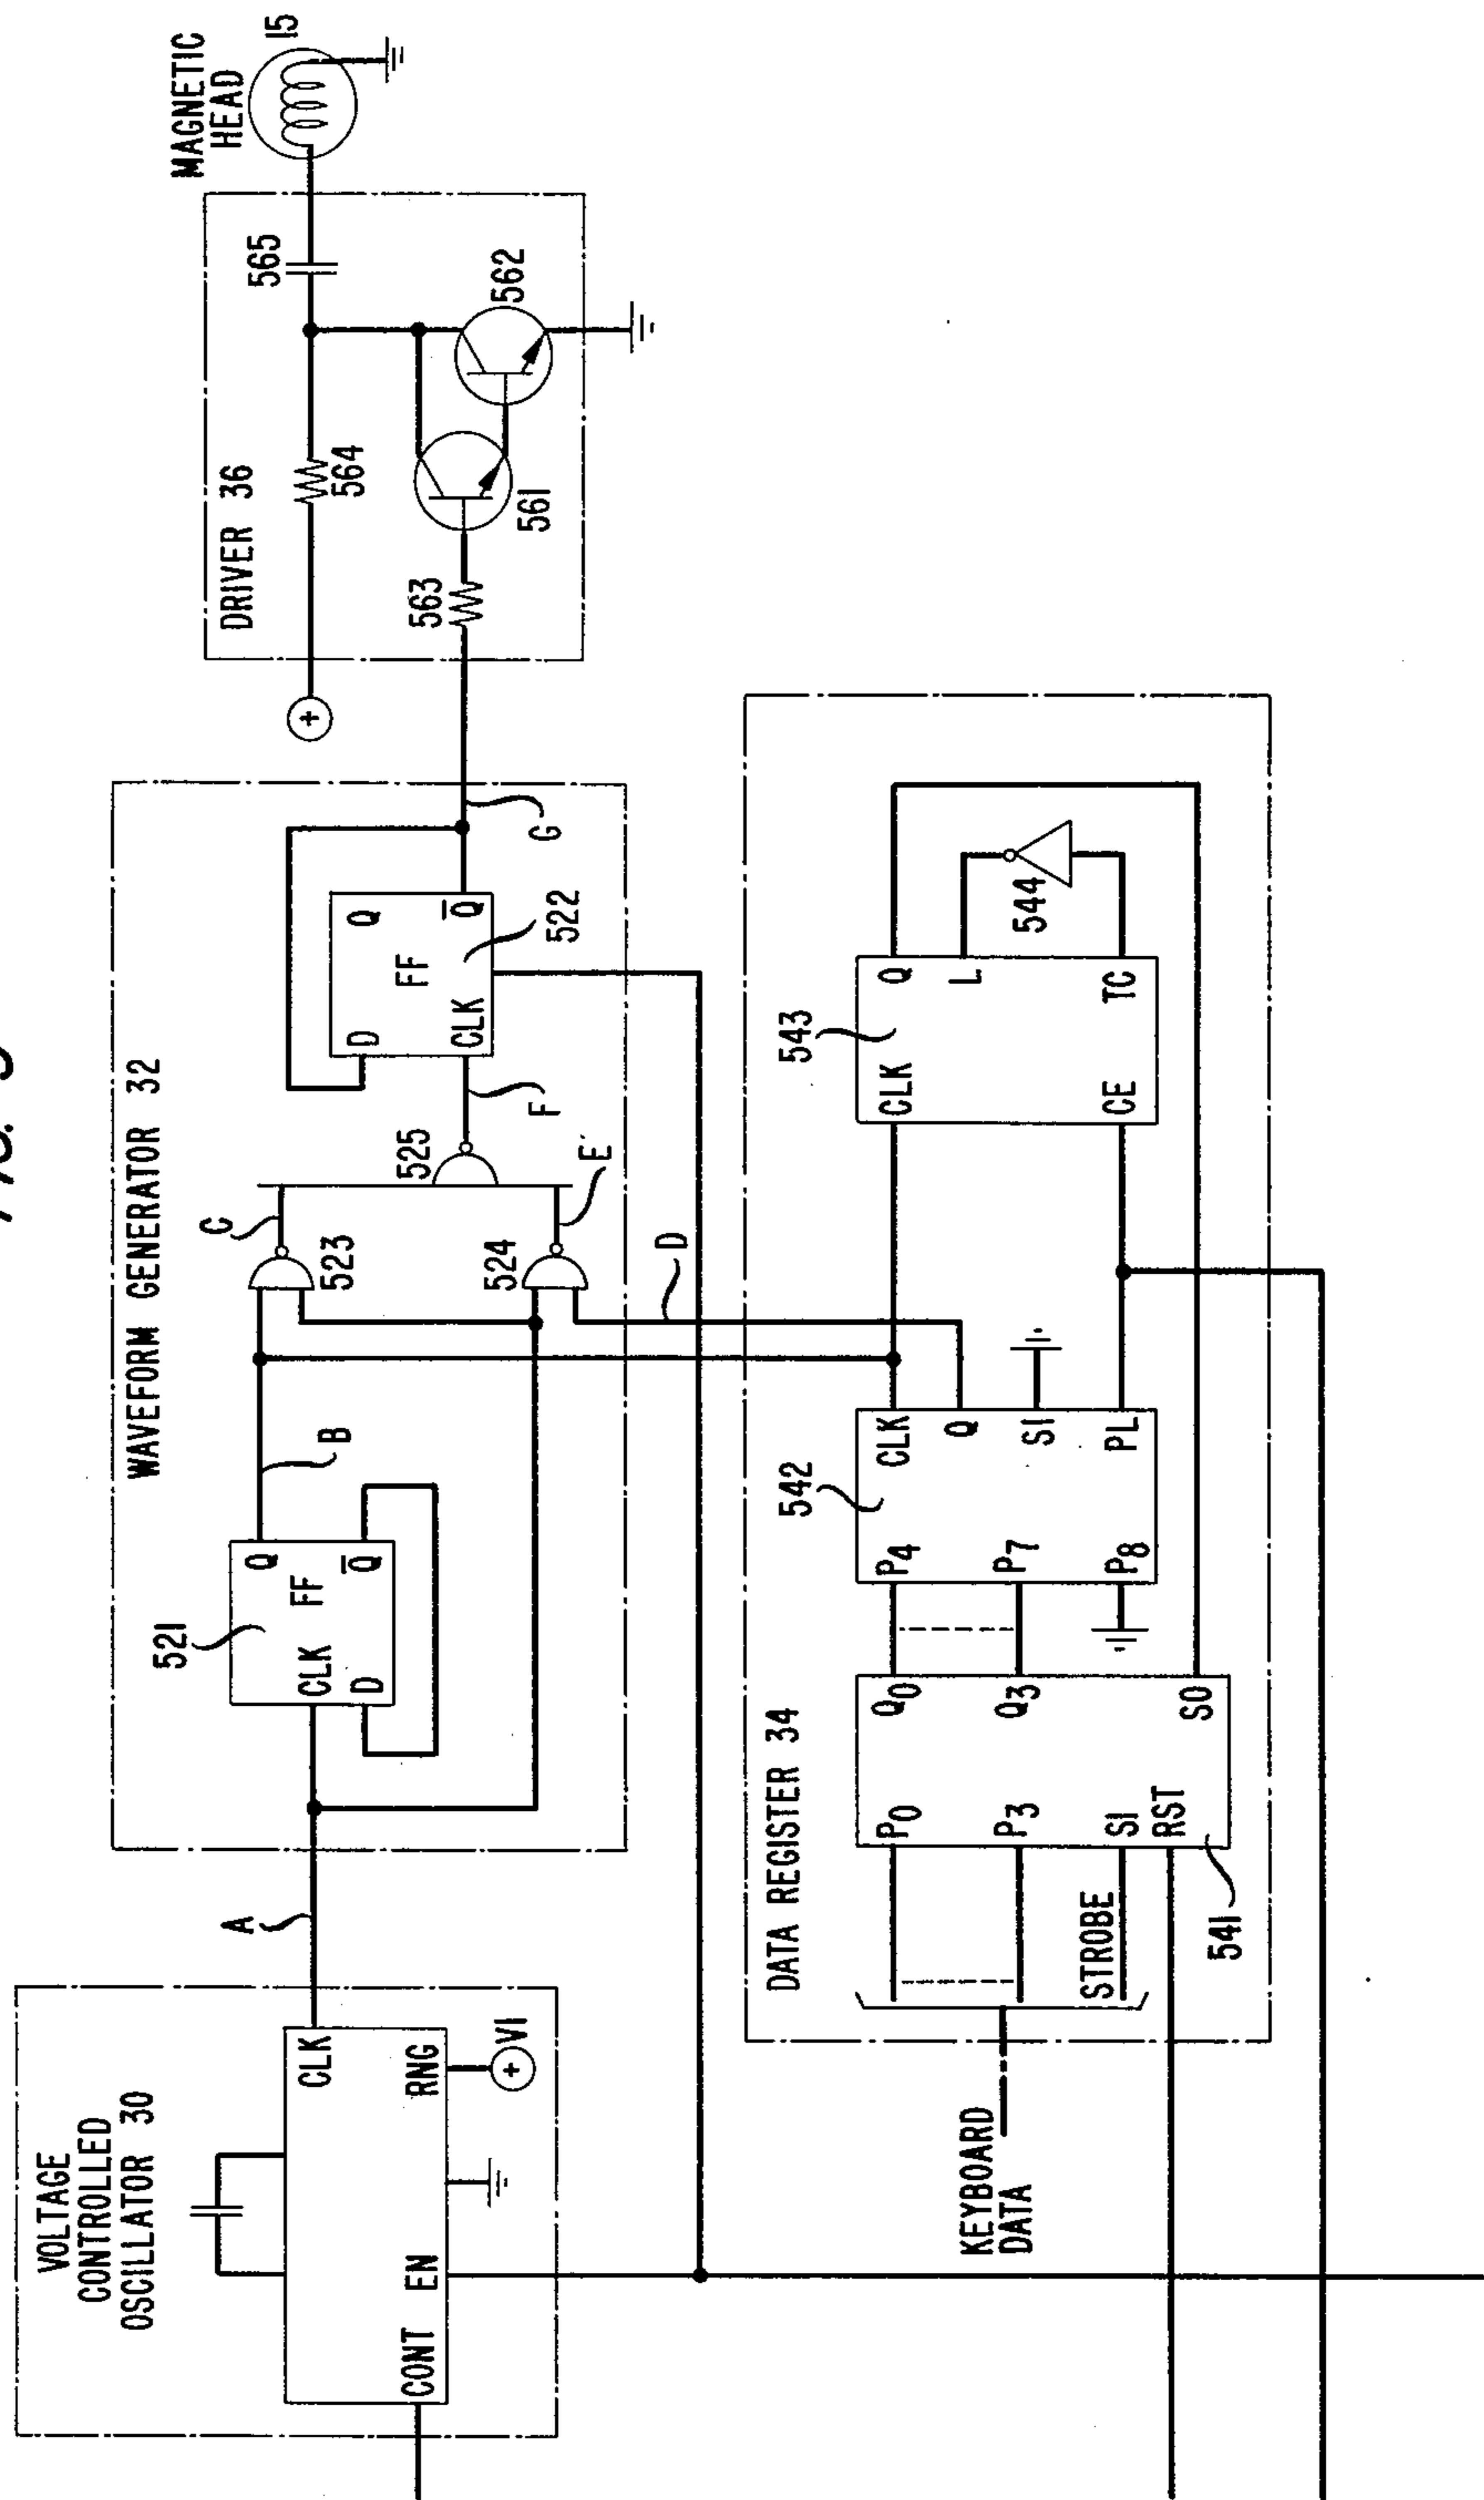 VOLTAGE
CONTROLLED
OSCILLATOR 30
CONT
EN
CLK
RNG
+
V1
A
WAVEFORM GENERATOR 32
521
CLK
D
FF
Q
Q̅
B
C
523
524
525
E
F
D
D
CLK
FF
Q
Q̅
522
G
DRIVER 36
+
563
564
561
562
565
MAGNETIC
HEAD
15
KEYBOARD
DATA
DATA REGISTER 34
STROBE
541
P0
P3
SI
RST
Q0
Q3
SO
542
P4
P7
P8
CLK
Q
SI
PL
543
CLK
CE
Q
L
TC
544